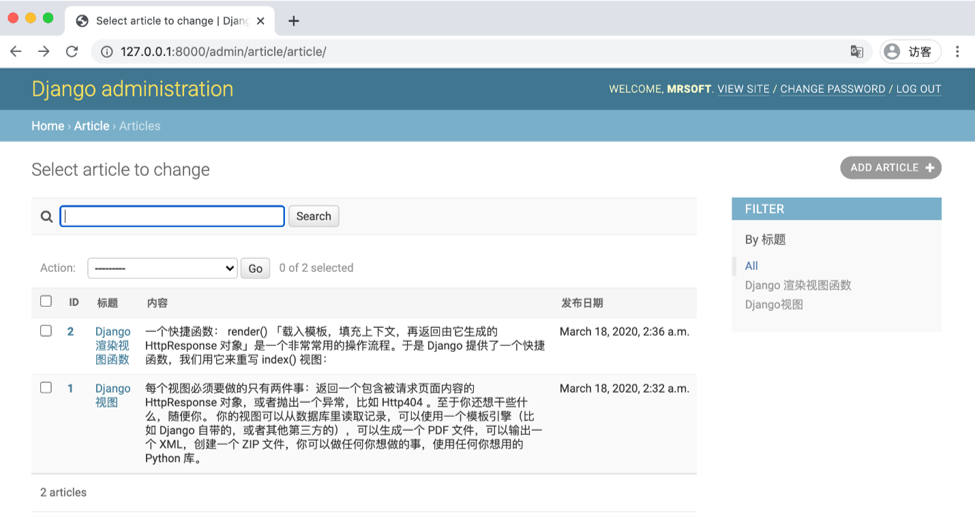 Select article to change | Djang
127.0.0.1:8000/admin/article/article/
访客
Django administration
WELCOME, MRSOFT. VIEW SITE / CHANGE PASSWORD / LOG OUT
Home › Article › Articles
Select article to change
ADD ARTICLE +
Search
FILTER
By 标题
All
Django 渲染视图函数
Django视图
Action: --------- Go 0 of 2 selected
ID 标题 内容 发布日期
2
Django
渲染视
图函数
一个快捷函数： render() 「载入模板，填充上下文，再返回由它生成的
HttpResponse 对象」是一个非常常用的操作流程。于是 Django 提供了一个快捷
函数，我们用它来重写 index() 视图：
March 18, 2020, 2:36 a.m.
1
Django
视图
每个视图必须要做的只有两件事：返回一个包含被请求页面内容的
HttpResponse 对象，或者抛出一个异常，比如 Http404 。至于你还想干些什
么，随便你。 你的视图可以从数据库里读取记录，可以使用一个模板引擎（比
如 Django 自带的，或者其他第三方的），可以生成一个 PDF 文件，可以输出一
个 XML，创建一个 ZIP 文件，你可以做任何你想做的事，使用任何你想用的
Python 库。
March 18, 2020, 2:32 a.m.
2 articles